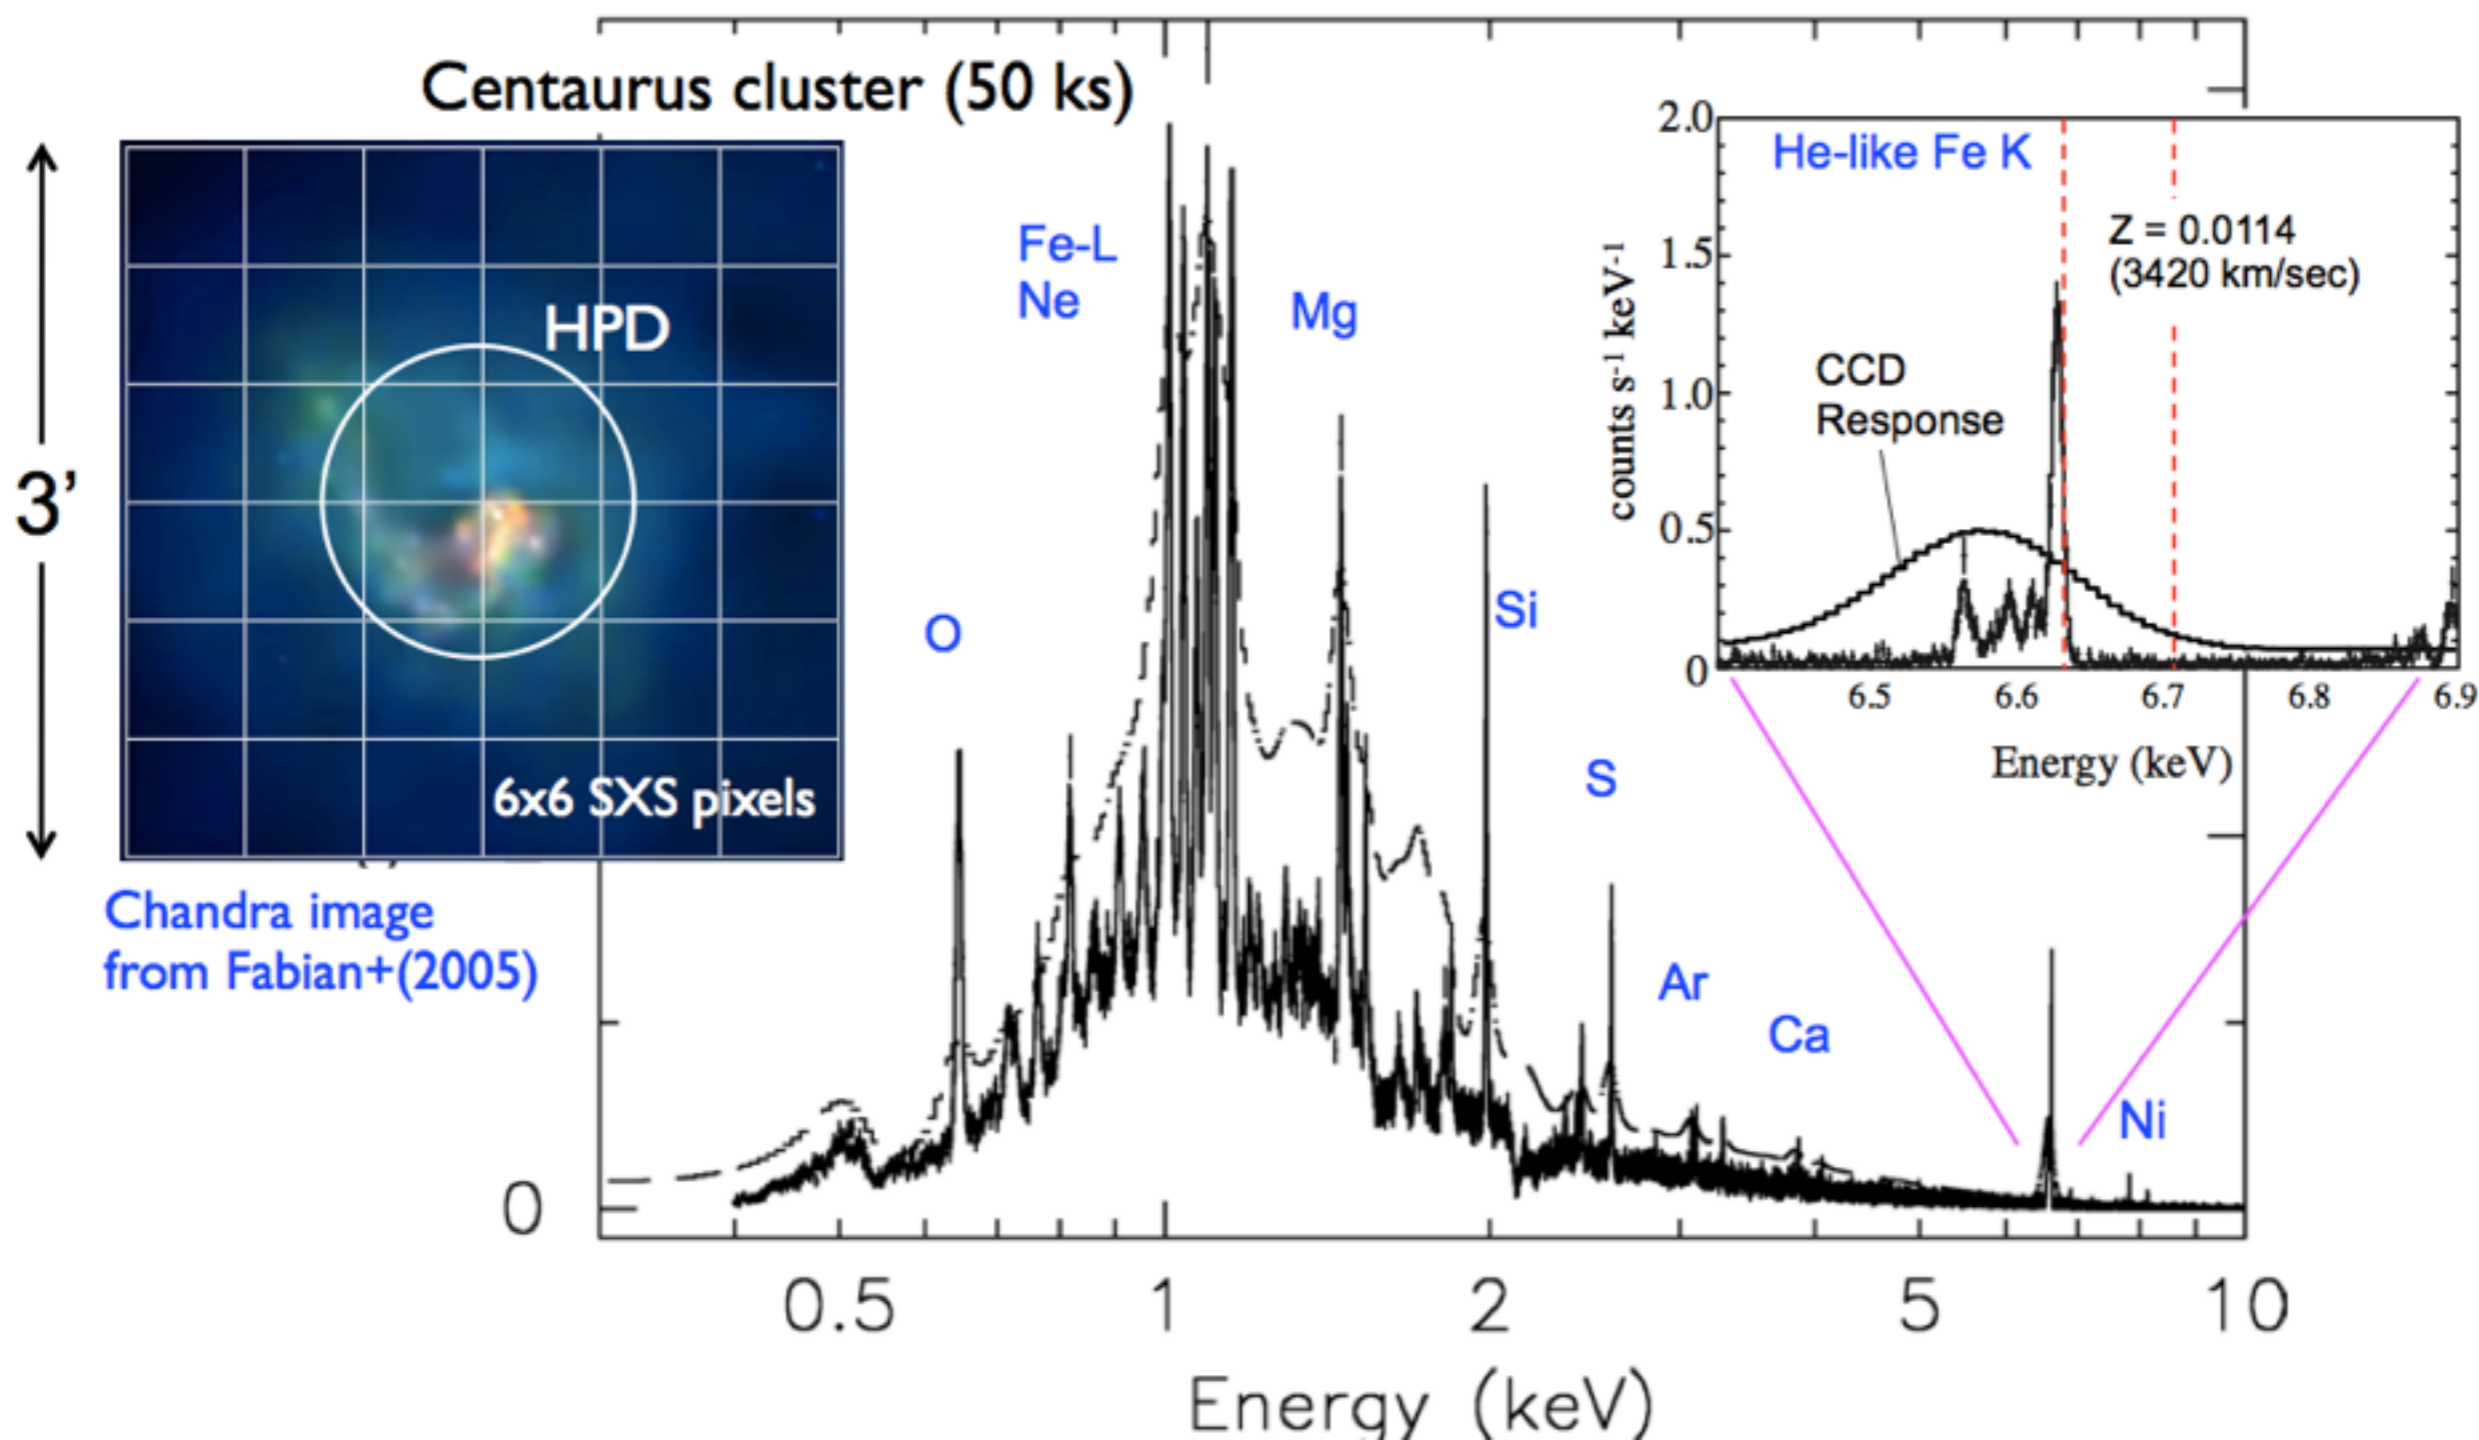 Centaurus cluster (50 ks)
3’
HPD
6x6 SXS pixels
Chandra image
from Fabian+(2005)
O
Fe-L
Ne
Mg
Si
S
Ar
Ca
Ni
0
0.5
1
2
5
10
Energy (keV)
He-like Fe K
Z = 0.0114
(3420 km/sec)
CCD
Response
counts s-1 keV-1
2.0
1.5
1.0
0.5
0
6.5
6.6
6.7
6.8
6.9
Energy (keV)